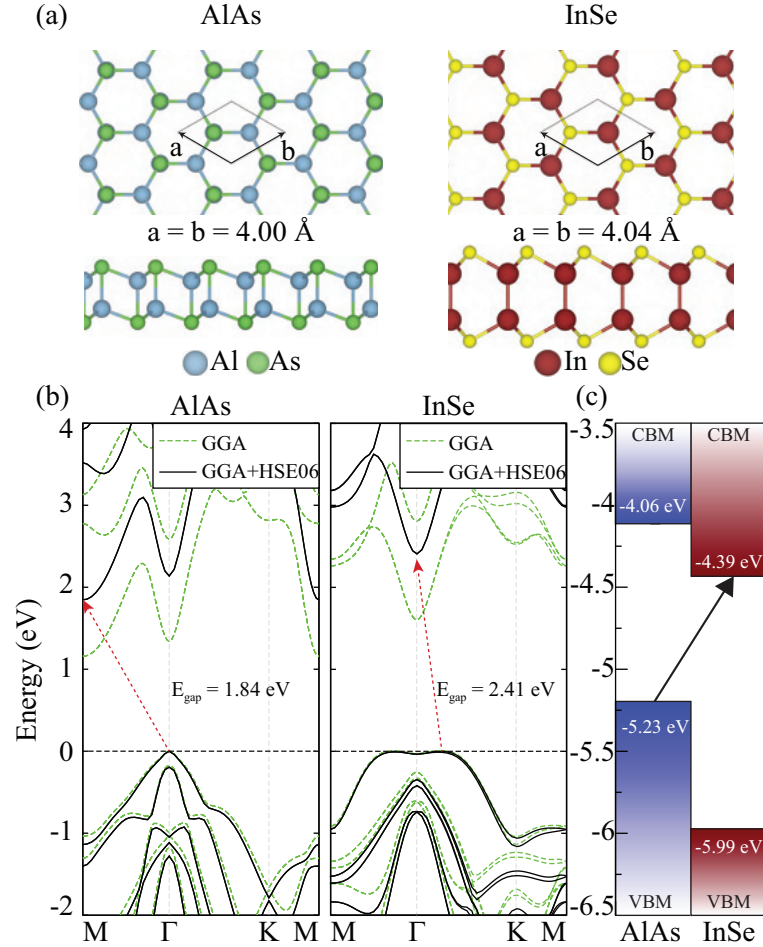 (a)
AlAs
InSe
a
b
a
b
a = b = 4.00 Å
a = b = 4.04 Å
Al
As
In
Se
(b)
AlAs
InSe
(c)
GGA
GGA+HSE06
GGA
GGA+HSE06
Energy (eV)
4
3
2
1
0
-1
-2
E_gap = 1.84 eV
E_gap = 2.41 eV
M
Γ
K
M
M
Γ
K
M
-3.5
-4
-4.5
-5
-5.5
-6
-6.5
CBM
CBM
-4.06 eV
-4.39 eV
-5.23 eV
-5.99 eV
VBM
VBM
AlAs
InSe